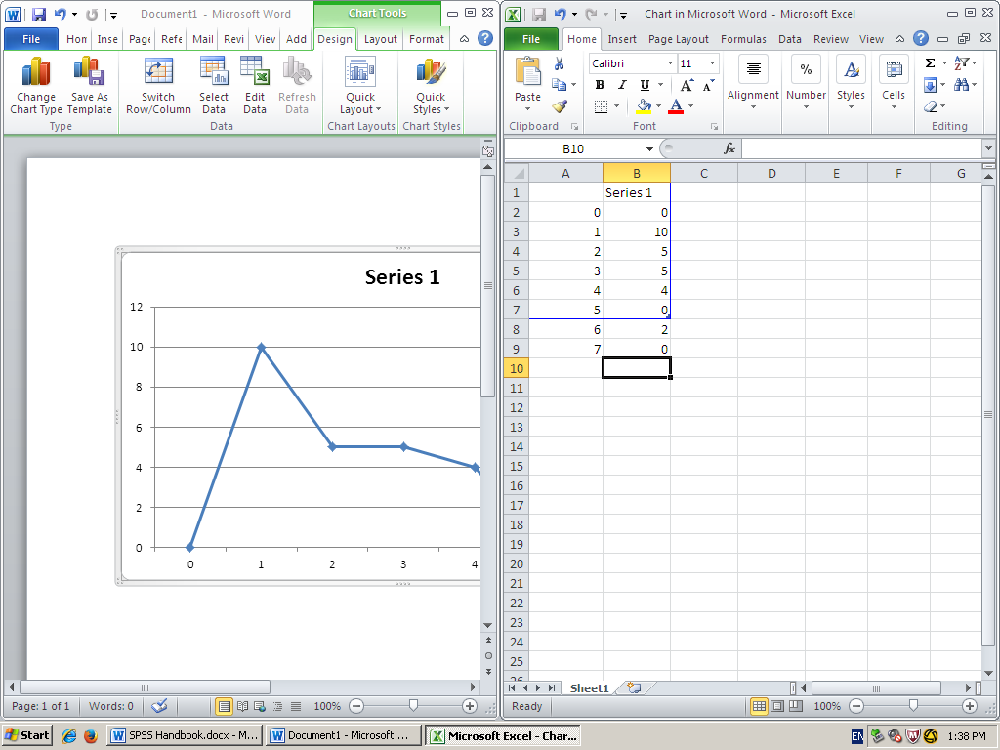 Document1 - Microsoft Word
Chart Tools
File Hon Inse Page Refe Mail Revi Viev Add Design Layout Format
Change Chart Type
Save As Template
Switch Row/Column
Select Data
Edit Data
Refresh Data
Quick Layout
Quick Styles
Type Data Chart Layouts Chart Styles
Series 1
12
10
8
6
4
2
0
0 1 2 3 4
Page: 1 of 1 Words: 0 100%
Chart in Microsoft Word - Microsoft Excel
File Home Insert Page Layout Formulas Data Review View
Paste
Calibri 11
B I U A A
A
Alignment
%
Number
A
Styles
Cells
Σ
Clipboard Font Editing
B10 fx
A B C D E F G
1 Series 1
2 0 0
3 1 10
4 2 5
5 3 5
6 4 4
7 5 0
8 6 2
9 7 0
10
11
12
13
14
15
16
17
18
19
20
21
22
23
24
25
26
Sheet1
Ready 100%
Start SPSS Handbook.docx - M... Document1 - Microsoft ... Microsoft Excel - Char... EN 1:38 PM